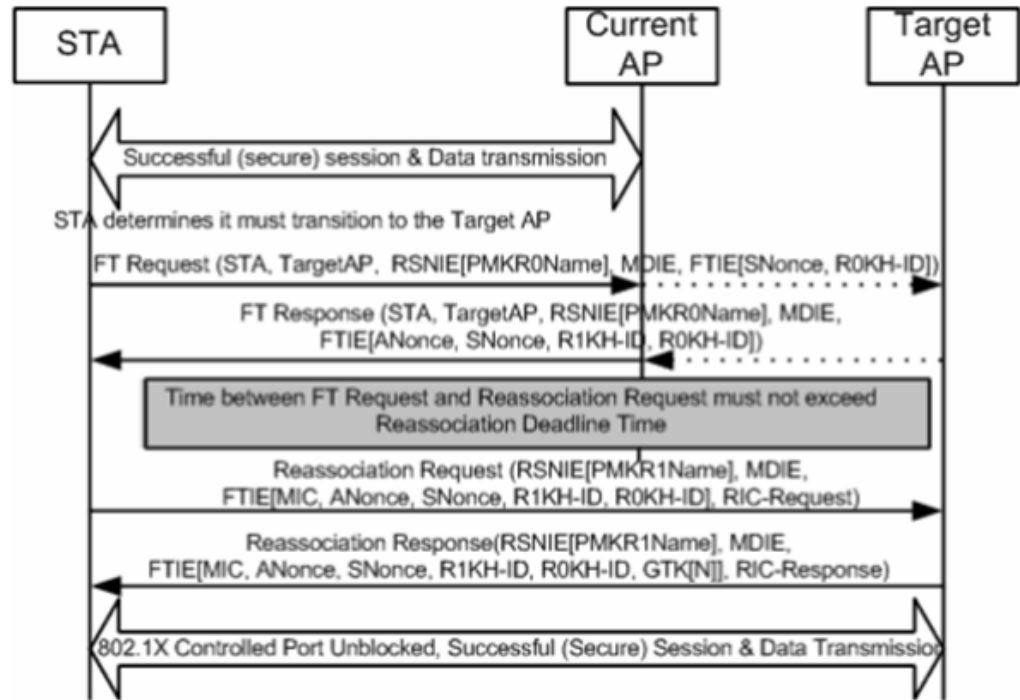 STA
Current
AP
Target
AP
Successful (secure) session & Data transmission
STA determines it must transition to the Target AP
FT Request (STA, TargetAP, RSNIE[PMKR0Name], MDIE, FTIE[SNonce, R0KH-ID])
FT Response (STA, TargetAP, RSNIE[PMKR0Name], MDIE,
FTIE[ANonce, SNonce, R1KH-ID, R0KH-ID])
Time between FT Request and Reassociation Request must not exceed
Reassociation Deadline Time
Reassociation Request (RSNIE[PMKR1Name], MDIE,
FTIE[MIC, ANonce, SNonce, R1KH-ID, R0KH-ID], RIC-Request)
Reassociation Response(RSNIE[PMKR1Name], MDIE,
FTIE[MIC, ANonce, SNonce, R1KH-ID, R0KH-ID, GTK[N]], RIC-Response)
802.1X Controlled Port Unblocked, Successful (Secure) Session & Data Transmission